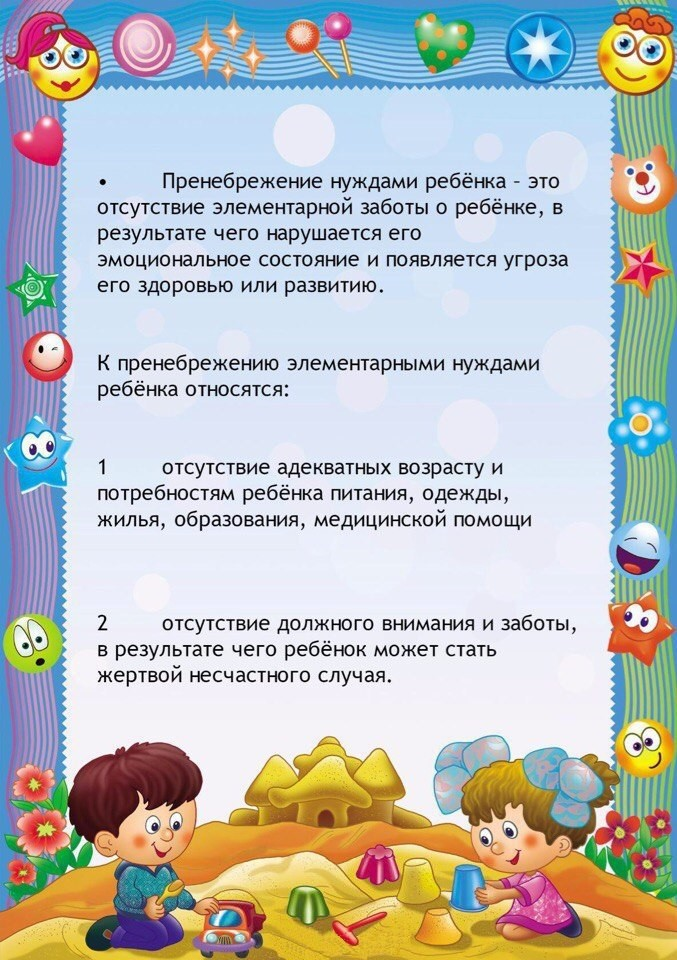 • Пренебрежение нуждами ребёнка – это
отсутствие элементарной заботы о ребёнке, в
результате чего нарушается его
эмоциональное состояние и появляется угроза
его здоровью или развитию.
К пренебрежению элементарными нуждами
ребёнка относятся:
1 отсутствие адекватных возрасту и
потребностям ребёнка питания, одежды,
жилья, образования, медицинской помощи
2 отсутствие должного внимания и заботы,
в результате чего ребёнок может стать
жертвой несчастного случая.